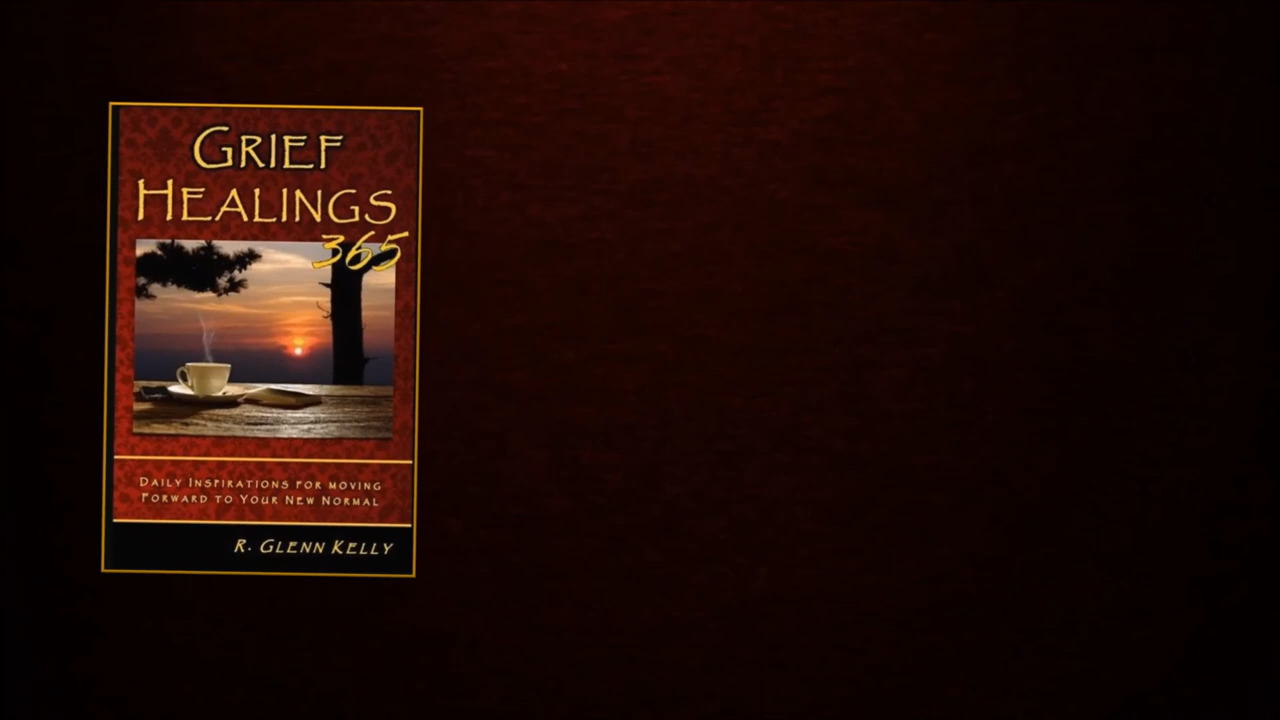 GRIEF
HEALINGS
365
DAILY INSPIRATIONS FOR MOVING
FORWARD TO YOUR NEW NORMAL
R. GLENN KELLY